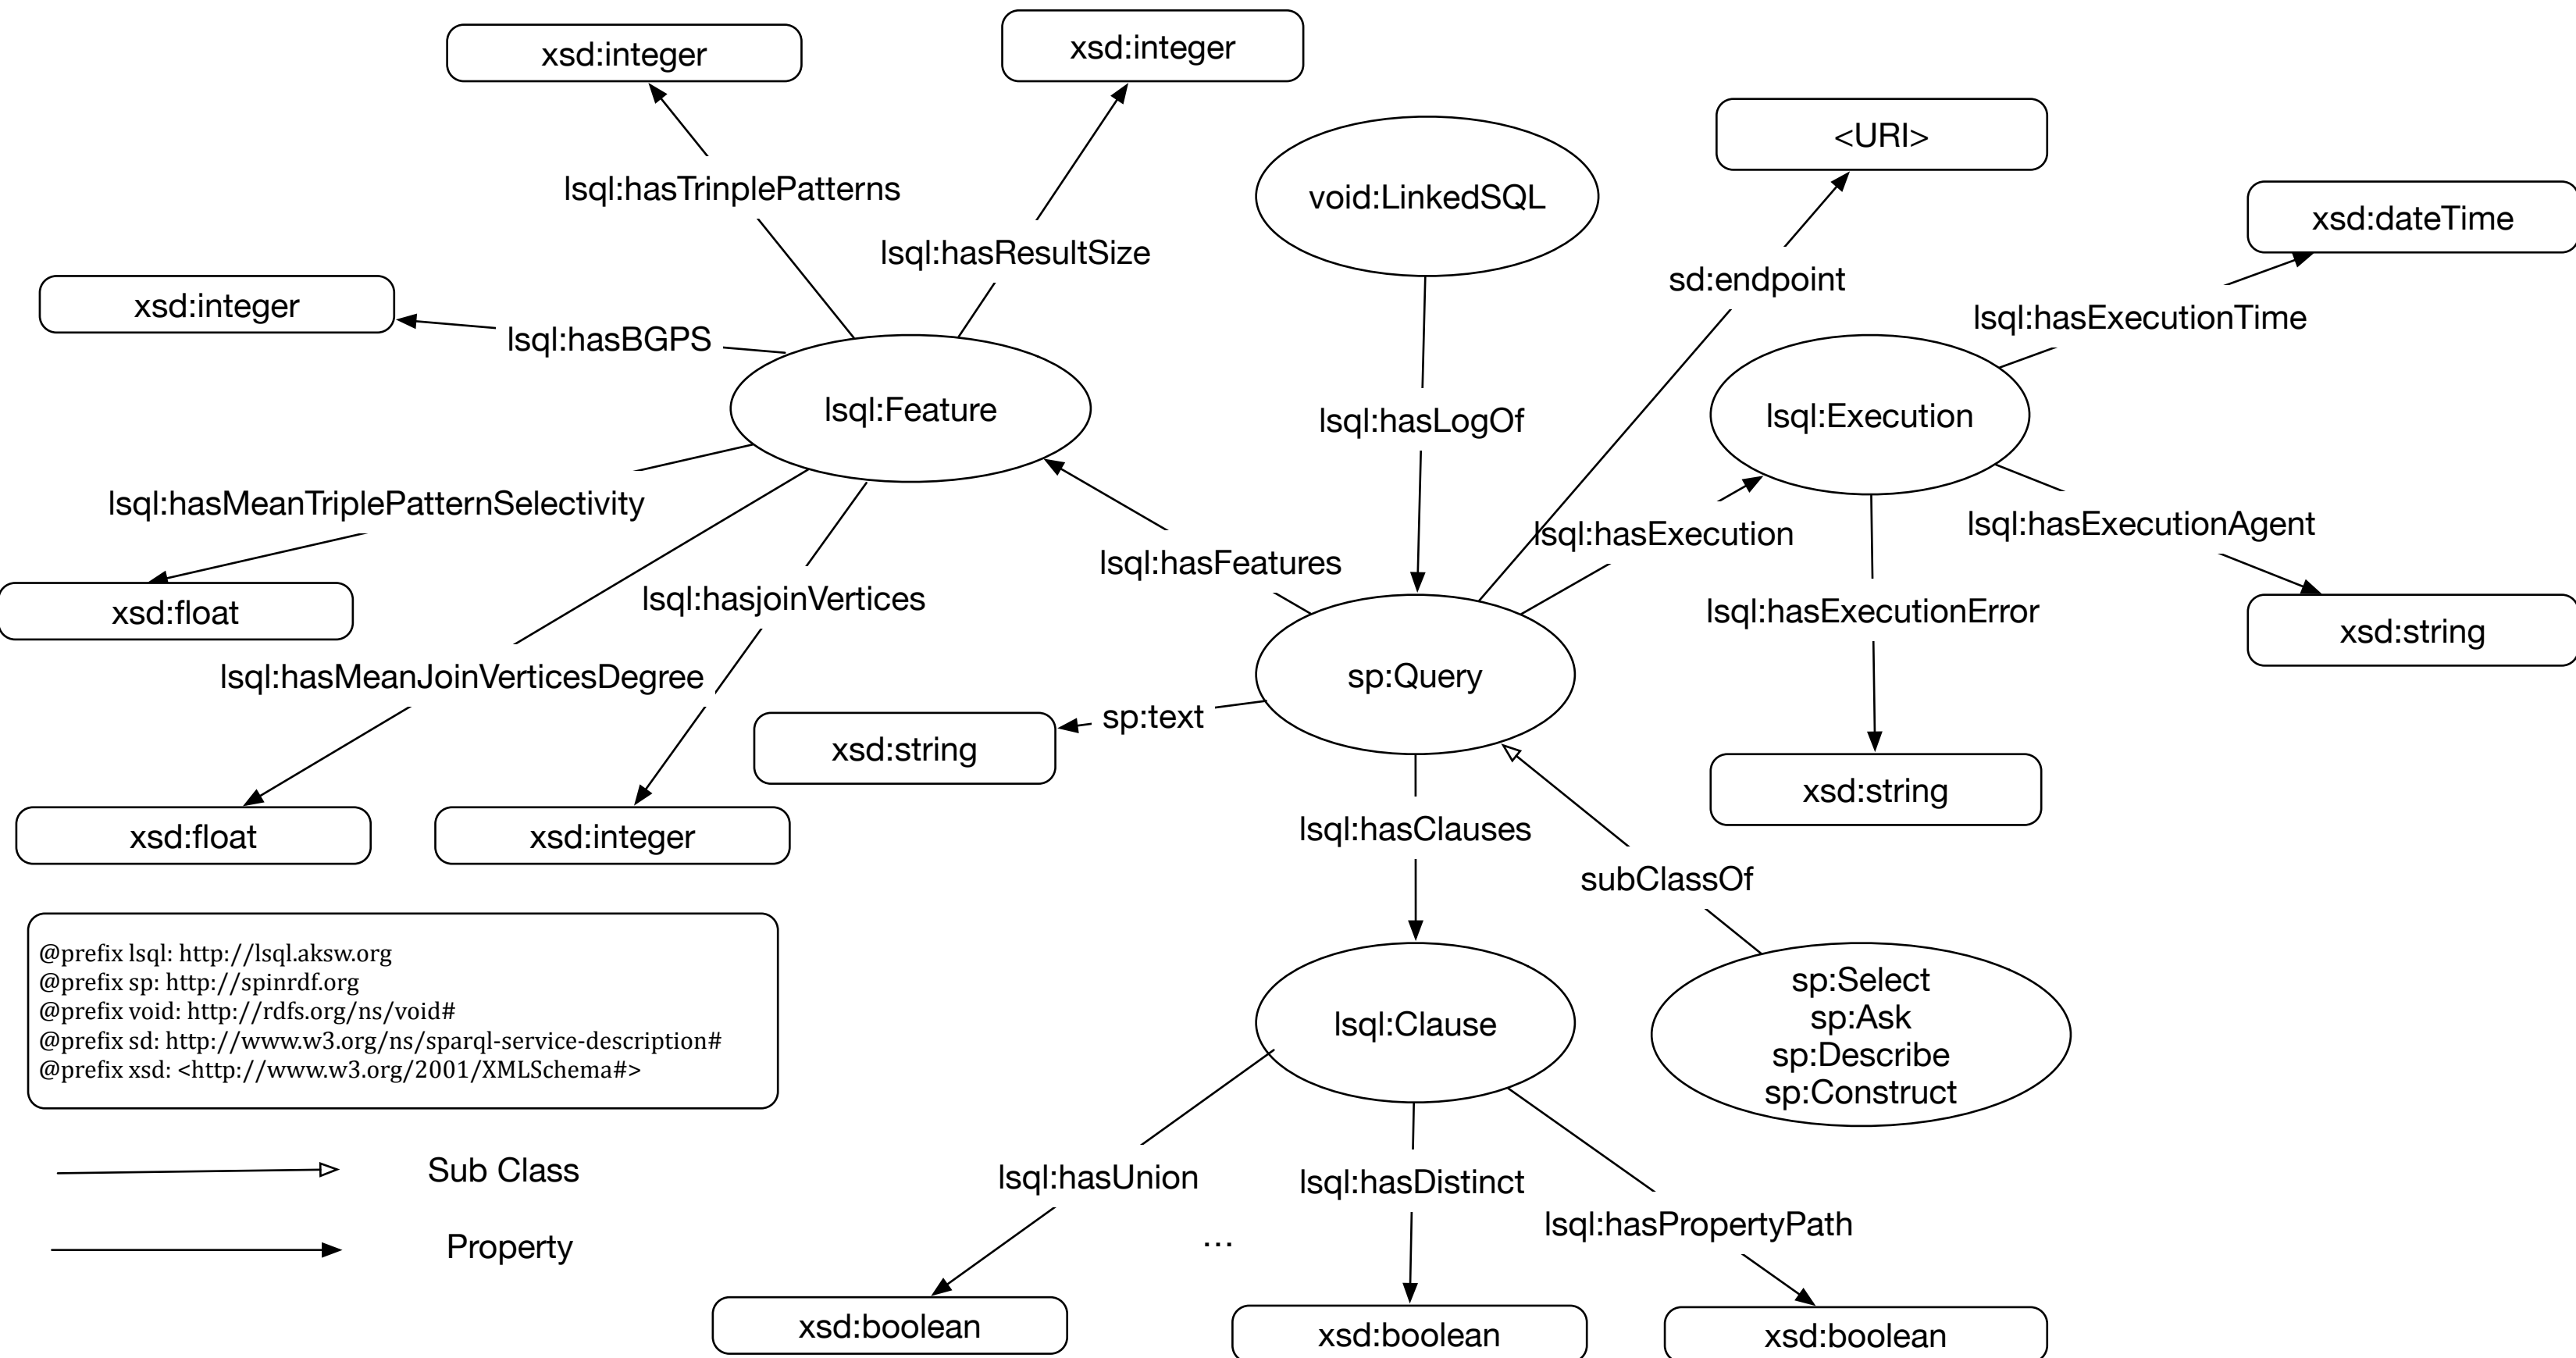 xsd:integer
xsd:integer
<URI>
lsql:hasTrinplePatterns
void:LinkedSQL
xsd:dateTime
lsql:hasResultSize
sd:endpoint
xsd:integer
lsql:hasBGPS
lsql:hasExecutionTime
lsql:Feature
lsql:hasLogOf
lsql:Execution
lsql:hasMeanTriplePatternSelectivity
lsql:hasExecution
lsql:hasExecutionAgent
lsql:hasFeatures
xsd:float
lsql:hasjoinVertices
lsql:hasExecutionError
xsd:string
lsql:hasMeanJoinVerticesDegree
sp:Query
sp:text
xsd:string
xsd:string
xsd:float
xsd:integer
lsql:hasClauses
subClassOf
@prefix lsql: http://lsql.aksw.org
@prefix sp: http://spinrdf.org
@prefix void: http://rdfs.org/ns/void#
@prefix sd: http://www.w3.org/ns/sparql-service-description#
@prefix xsd: <http://www.w3.org/2001/XMLSchema#>
lsql:Clause
sp:Select
sp:Ask
sp:Describe
sp:Construct
Sub Class
lsql:hasUnion
lsql:hasDistinct
lsql:hasPropertyPath
Property
...
xsd:boolean
xsd:boolean
xsd:boolean